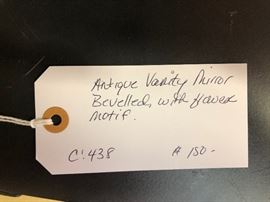 Antique Vanity Mirror
Bevelled, with flower
motif.
C:438 A 150-